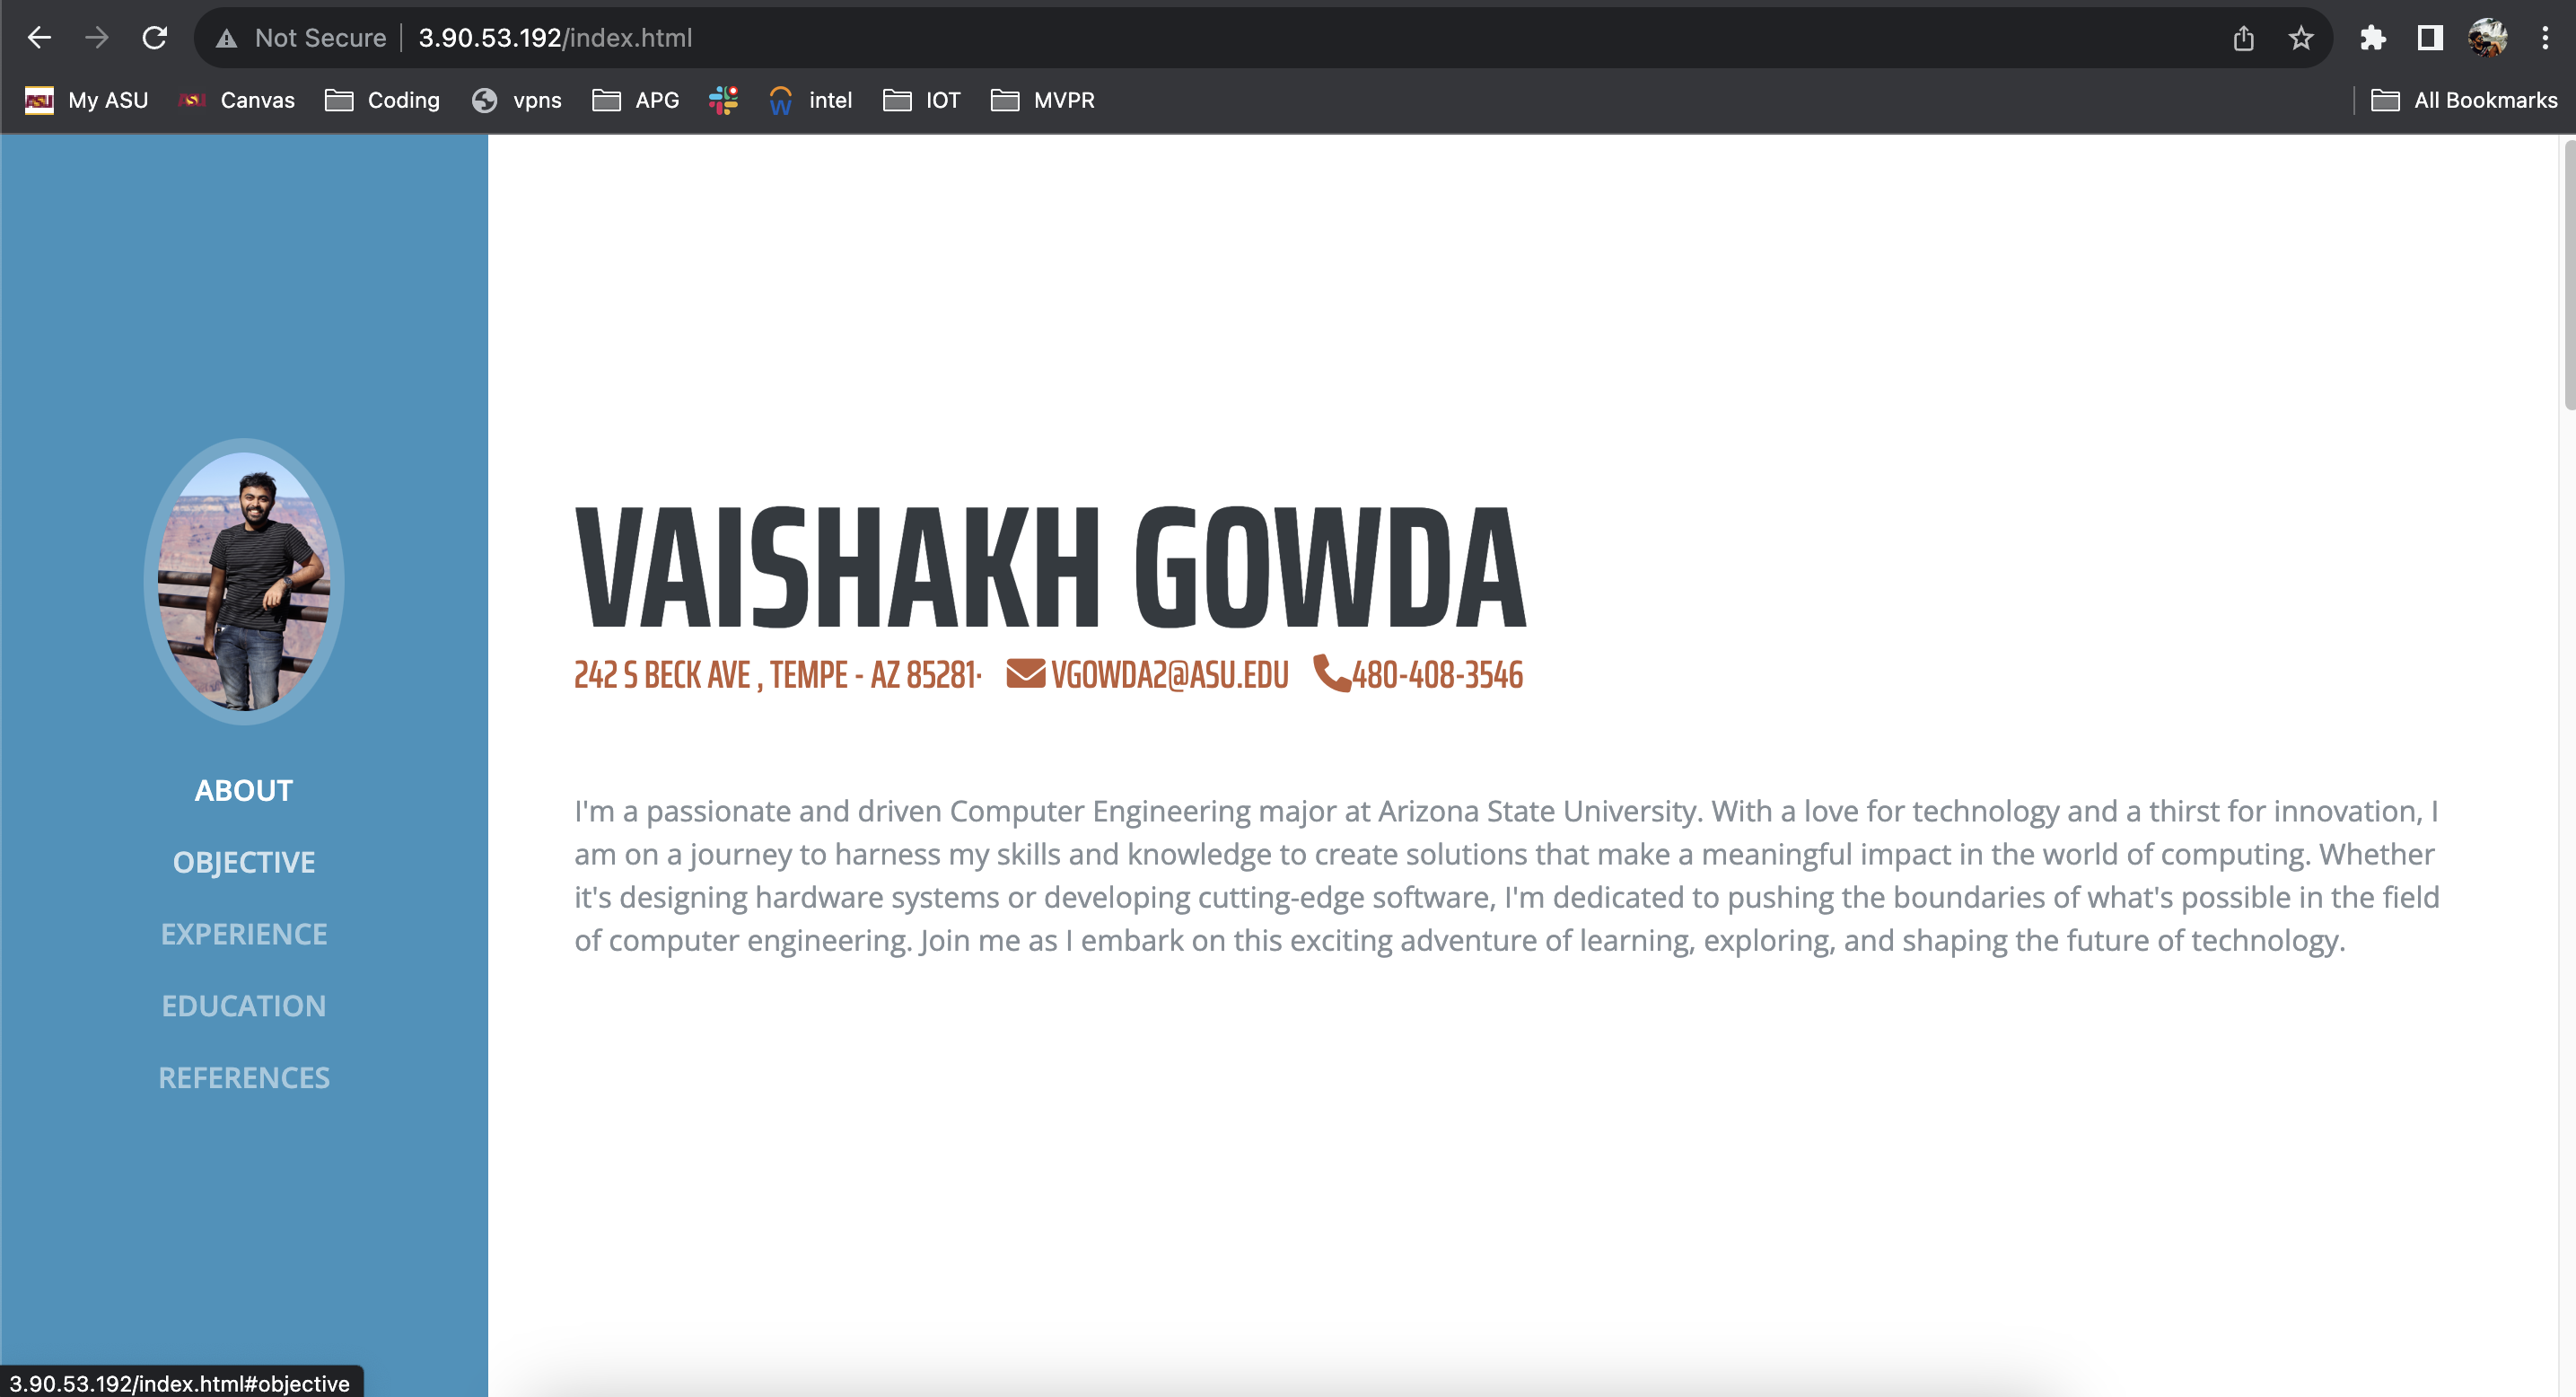 Not Secure 3.90.53.192/index.html
My ASU Canvas Coding vpns APG intel IOT MVPR All Bookmarks
VAISHAKH GOWDA
242 S BECK AVE , TEMPE - AZ 85281· VGOWDA2@ASU.EDU 480-408-3546
ABOUT
OBJECTIVE
EXPERIENCE
EDUCATION
REFERENCES
I'm a passionate and driven Computer Engineering major at Arizona State University. With a love for technology and a thirst for innovation, I
am on a journey to harness my skills and knowledge to create solutions that make a meaningful impact in the world of computing. Whether
it's designing hardware systems or developing cutting-edge software, I'm dedicated to pushing the boundaries of what's possible in the field
of computer engineering. Join me as I embark on this exciting adventure of learning, exploring, and shaping the future of technology.
3.90.53.192/index.html#objective